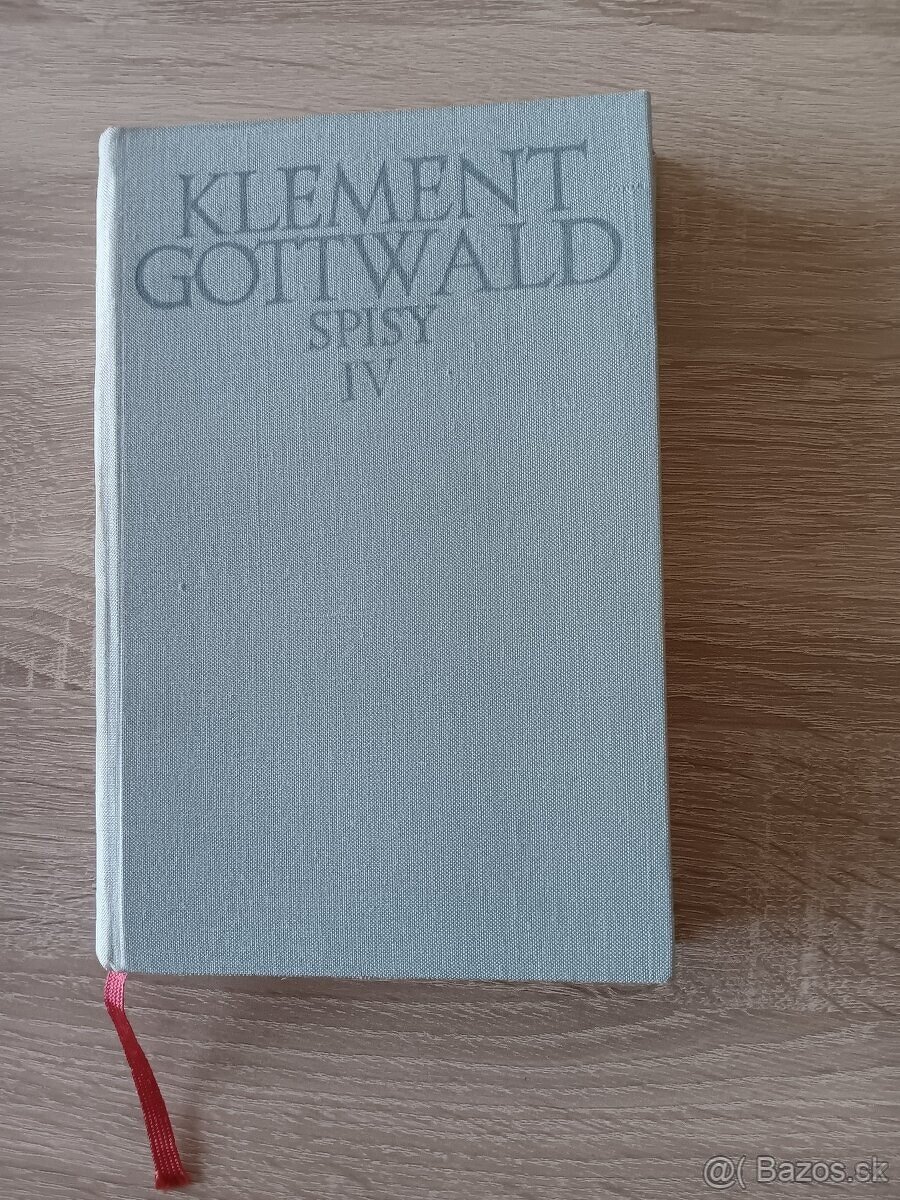 KLEMENT
GOTTWALD
SPISY
IV
@( Bazos.sk